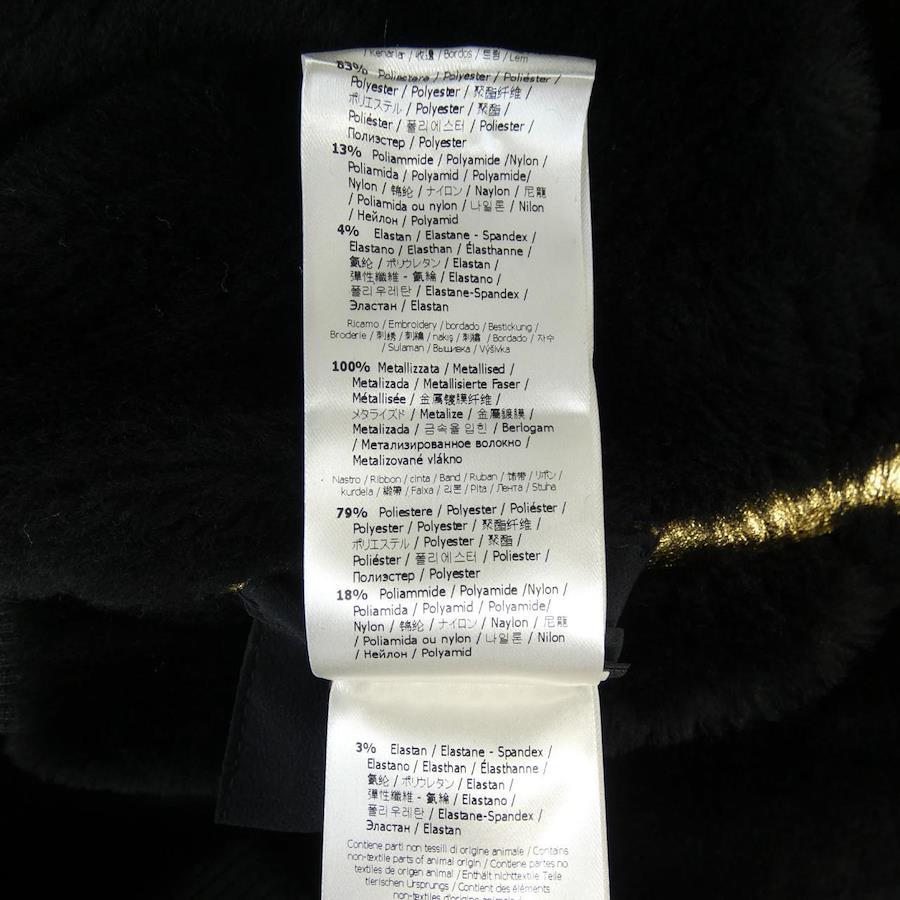 / Kenarlar / 收边 / Bordos / 트림 / Lem
83% Poliestere / Polyester / Poliéster /
Polyester / Polyester / 聚酯纤维 /
ポリエステル / Polyester / 聚酯 /
Poliéster / 폴리에스터 / Poliester /
Полиэстер / Polyester
13% Poliammide / Polyamide /Nylon /
Poliamida / Polyamid / Polyamide/
Nylon / 锦纶 / ナイロン / Naylon / 尼龍
/ Poliamida ou nylon / 나일론 / Nilon
/ Нейлон / Polyamid
4% Elastan / Elastane - Spandex /
Elastano / Elasthan / Élasthanne /
氨纶 / ポリウレタン / Elastan /
彈性纖維 - 氨綸 / Elastano /
폴리우레탄 / Elastane-Spandex /
Эластан / Elastan
Ricamo / Embroidery / bordado / Bestickung /
Broderie / 刺绣 / 刺繍 / nakış / 刺繡 / Bordado / 자수
/ Sulaman / Вышивка / Výšivka
100% Metallizzata / Metallised /
Metalizada / Metallisierte Faser /
Métallisée / 金属镀膜纤维 /
メタライズド / Metalize / 金屬鍍膜 /
Metalizada / 금속을 입힌 / Berlogam
/ Метализированное волокно /
Metalizované vlákno
Nastro / Ribbon / cinta / Band / Ruban / 饰带 / リボン /
kurdela / 緞帶 / Faixa / 리본 / Pita / Лента / Stuha
79% Poliestere / Polyester / Poliéster /
Polyester / Polyester / 聚酯纤维 /
ポリエステル / Polyester / 聚酯 /
Poliéster / 폴리에스터 / Poliester /
Полиэстер / Polyester
18% Poliammide / Polyamide /Nylon /
Poliamida / Polyamid / Polyamide/
Nylon / 锦纶 / ナイロン / Naylon / 尼龍
/ Poliamida ou nylon / 나일론 / Nilon
/ Нейлон / Polyamid
3% Elastan / Elastane - Spandex /
Elastano / Elasthan / Élasthanne /
氨纶 / ポリウレタン / Elastan /
彈性纖維 - 氨綸 / Elastano /
폴리우레탄 / Elastane-Spandex /
Эластан / Elastan
Contiene parti non tessili di origine animale / Contains
non-textile parts of animal origin / Contiene partes no
textiles de origen animal / Enthält nichttextile Teile
tierischen Ursprungs / Contient des éléments
non-textiles d'origine animale